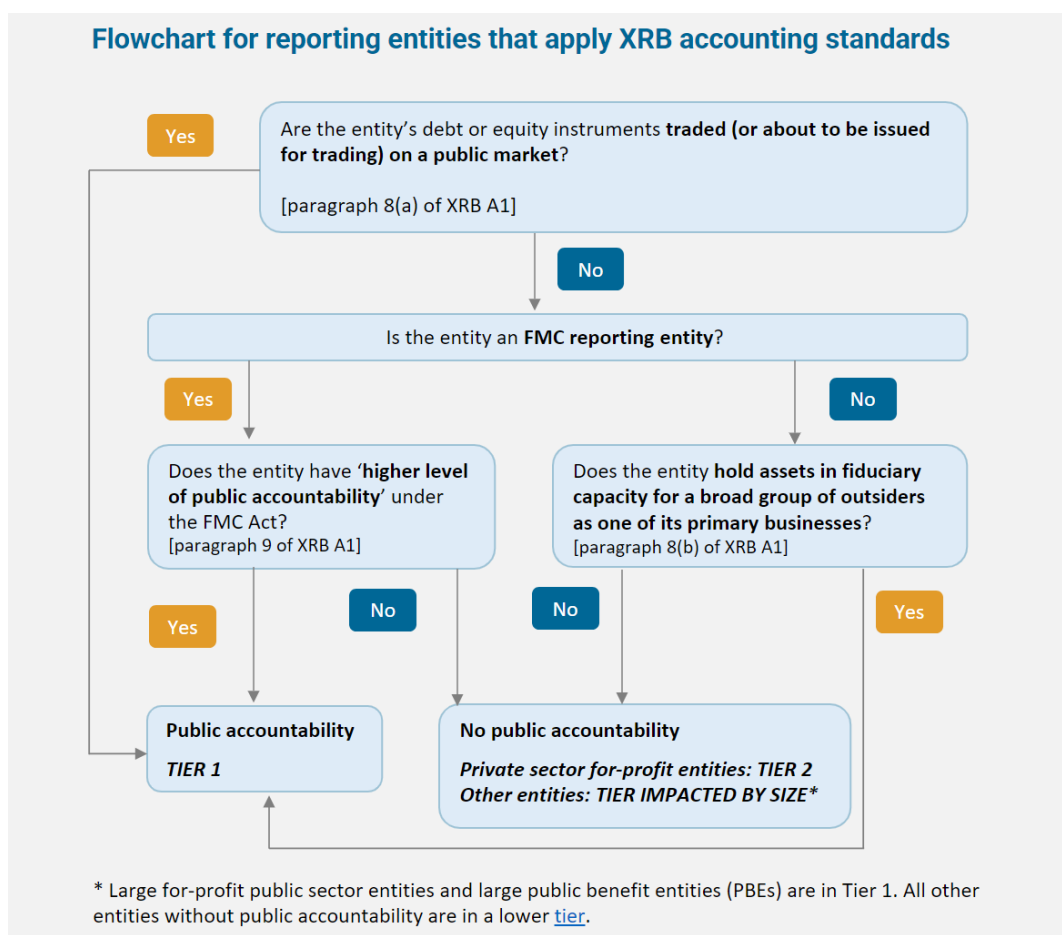 Flowchart for reporting entities that apply XRB accounting standards
Yes
Are the entity’s debt or equity instruments traded (or about to be issued
for trading) on a public market?
[paragraph 8(a) of XRB A1]
No
Is the entity an FMC reporting entity?
Yes
No
Does the entity have ‘higher level
of public accountability’ under
the FMC Act?
[paragraph 9 of XRB A1]
Does the entity hold assets in fiduciary
capacity for a broad group of outsiders
as one of its primary businesses?
[paragraph 8(b) of XRB A1]
Yes
No
No
Yes
Public accountability
TIER 1
No public accountability
Private sector for-profit entities: TIER 2
Other entities: TIER IMPACTED BY SIZE*
* Large for-profit public sector entities and large public benefit entities (PBEs) are in Tier 1. All other
entities without public accountability are in a lower tier.